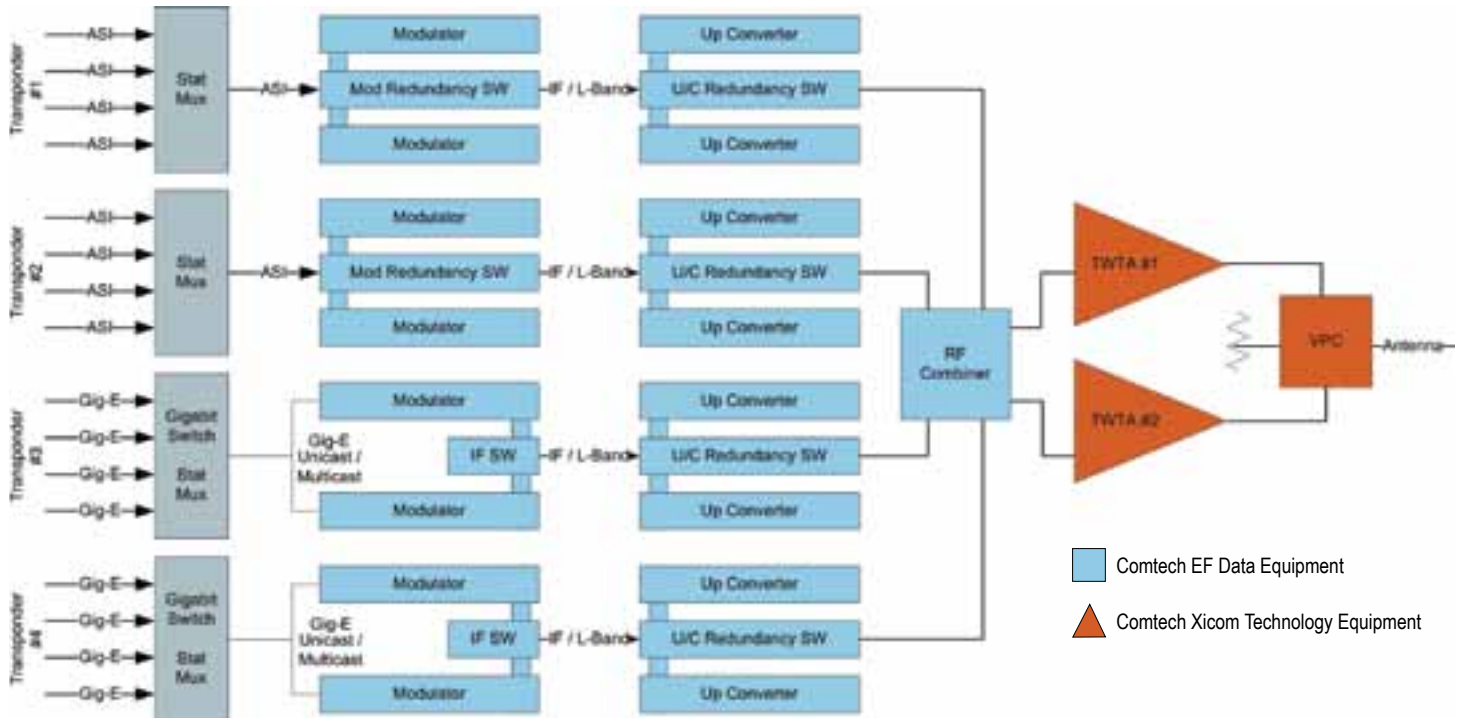 Transponder
#1
ASI
ASI
ASI
ASI
Stat
Mux
ASI
Modulator
Mod Redundancy SW
Modulator
IF / L-Band
Up Converter
U/C Redundancy SW
Up Converter
Transponder
#2
ASI
ASI
ASI
ASI
Stat
Mux
ASI
Modulator
Mod Redundancy SW
Modulator
IF / L-Band
Up Converter
U/C Redundancy SW
Up Converter
Transponder
#3
Gig-E
Gig-E
Gig-E
Gig-E
Gigabit
Switch
Stat
Mux
Gig-E
Unicast /
Multicast
Modulator
IF SW
Modulator
IF / L-Band
Up Converter
U/C Redundancy SW
Up Converter
Transponder
#4
Gig-E
Gig-E
Gig-E
Gig-E
Gigabit
Switch
Stat
Mux
Gig-E
Unicast /
Multicast
Modulator
IF SW
Modulator
IF / L-Band
Up Converter
U/C Redundancy SW
Up Converter
RF
Combiner
TWTA #1
TWTA #2
VPC
Antenna
Comtech EF Data Equipment
Comtech Xicom Technology Equipment